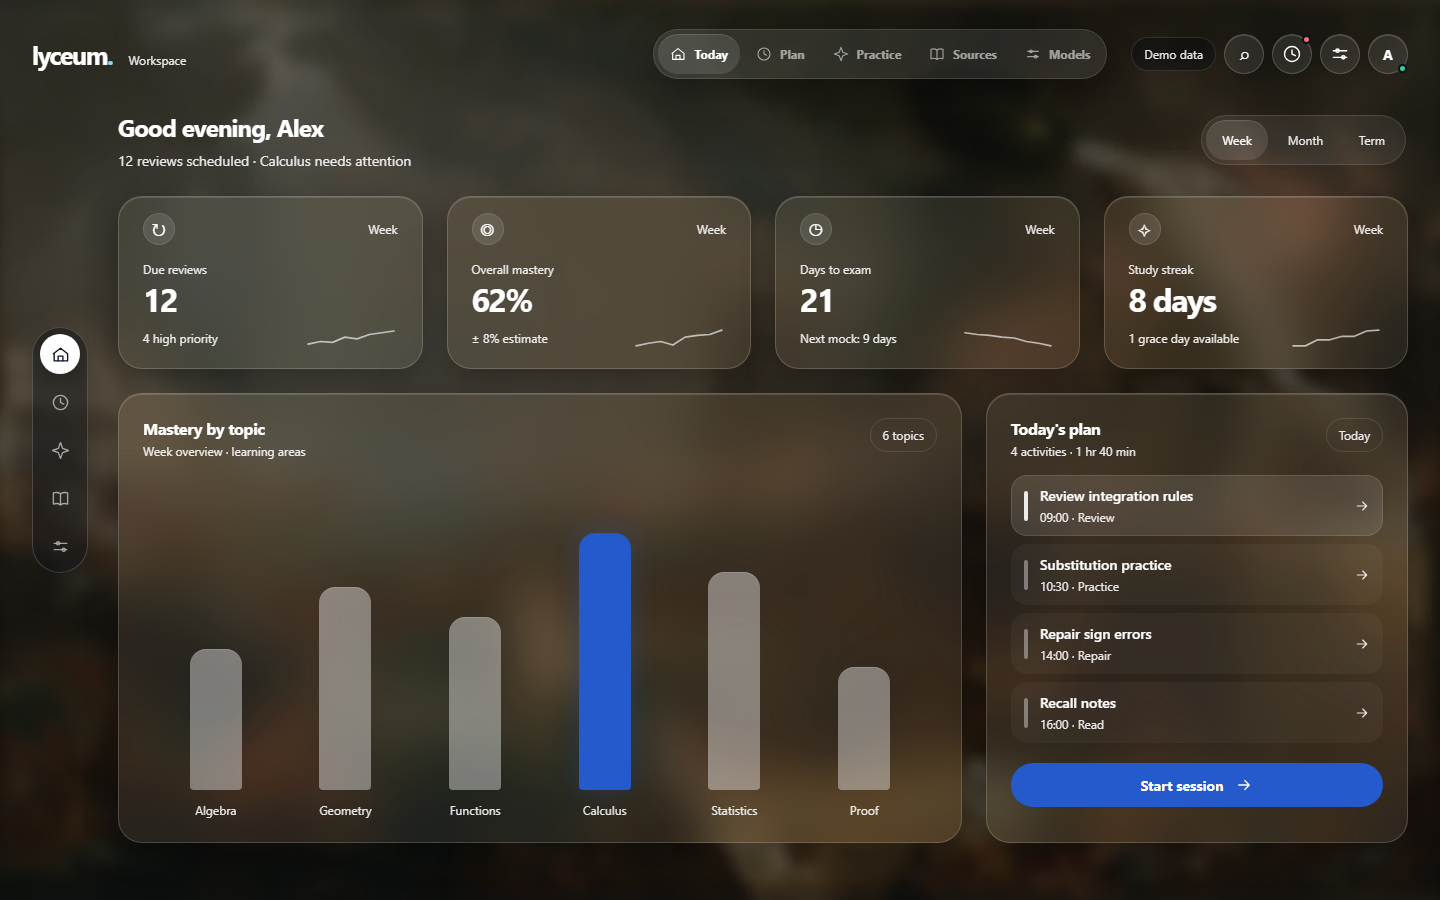 lyceum.
Workspace
Today
Plan
Practice
Sources
Models
Demo data
A
Good evening, Alex
12 reviews scheduled · Calculus needs attention
Week
Month
Term
Week
Due reviews
12
4 high priority
Week
Overall mastery
62%
± 8% estimate
Week
Days to exam
21
Next mock: 9 days
Week
Study streak
8 days
1 grace day available
Mastery by topic
Week overview · learning areas
6 topics
Algebra
Geometry
Functions
Calculus
Statistics
Proof
Today's plan
4 activities · 1 hr 40 min
Today
Review integration rules
09:00 · Review
Substitution practice
10:30 · Practice
Repair sign errors
14:00 · Repair
Recall notes
16:00 · Read
Start session